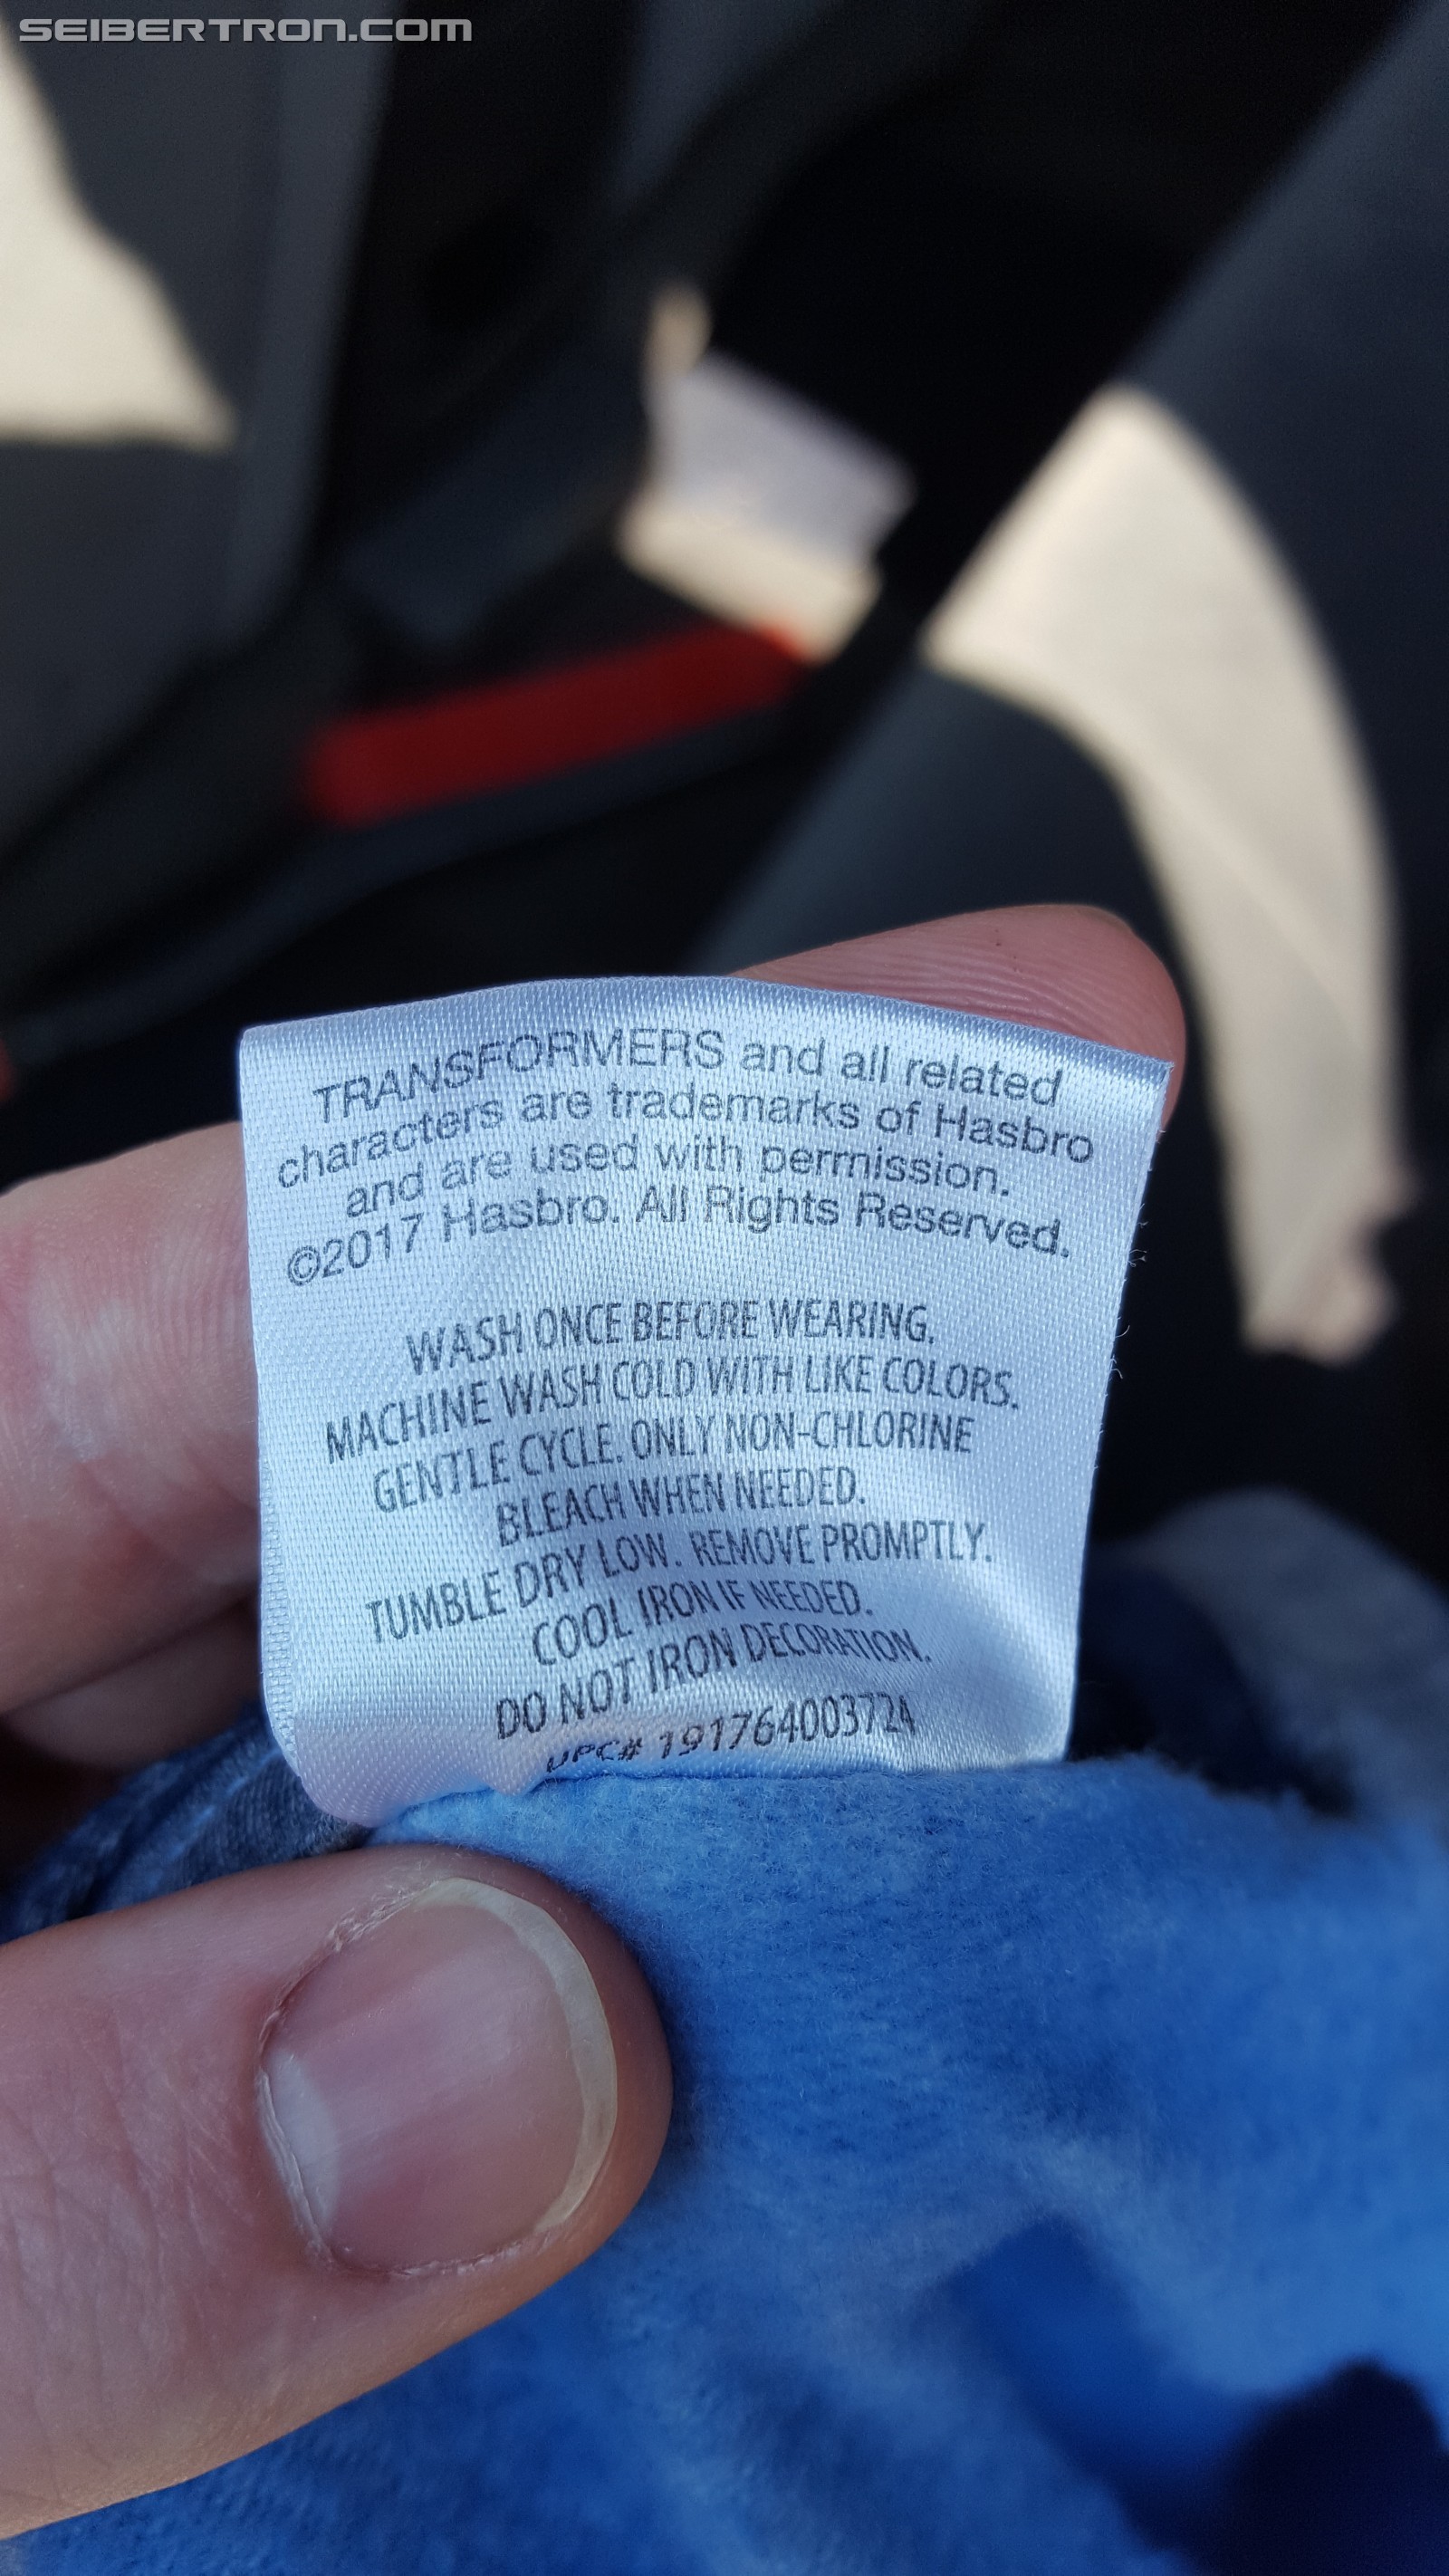 SEIBERTRON.COM
TRANSFORMERS and all related
characters are trademarks of Hasbro
and are used with permission.
©2017 Hasbro. All Rights Reserved.
WASH ONCE BEFORE WEARING.
MACHINE WASH COLD WITH LIKE COLORS.
GENTLE CYCLE. ONLY NON-CHLORINE
BLEACH WHEN NEEDED.
TUMBLE DRY LOW. REMOVE PROMPTLY.
COOL IRON IF NEEDED.
DO NOT IRON DECORATION.
UPC# 191764003724